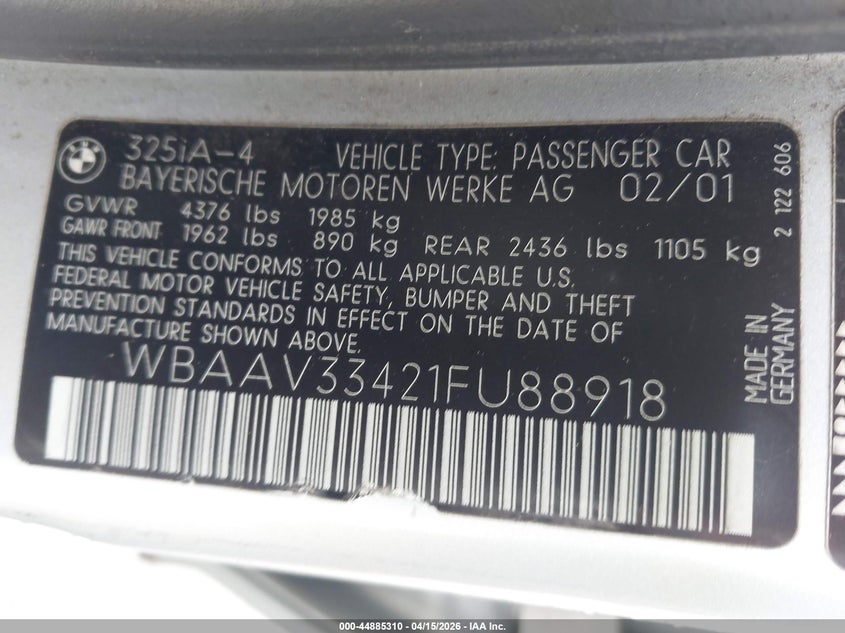 325iA-4 VEHICLE TYPE: PASSENGER CAR
BAYERISCHE MOTOREN WERKE AG 02/01
GVWR 4376 lbs 1985 kg
GAWR FRONT 1962 lbs 890 kg REAR 2436 lbs 1105 kg
THIS VEHICLE CONFORMS TO ALL APPLICABLE U.S.
FEDERAL MOTOR VEHICLE SAFETY, BUMPER AND THEFT
PREVENTION STANDARDS IN EFFECT ON THE DATE OF
MANUFACTURE SHOWN ABOVE.
WBAAV33421FU88918
2 122 606
MADE IN
GERMANY
BMW
000-44885310 - 04/15/2026 - IAA Inc.